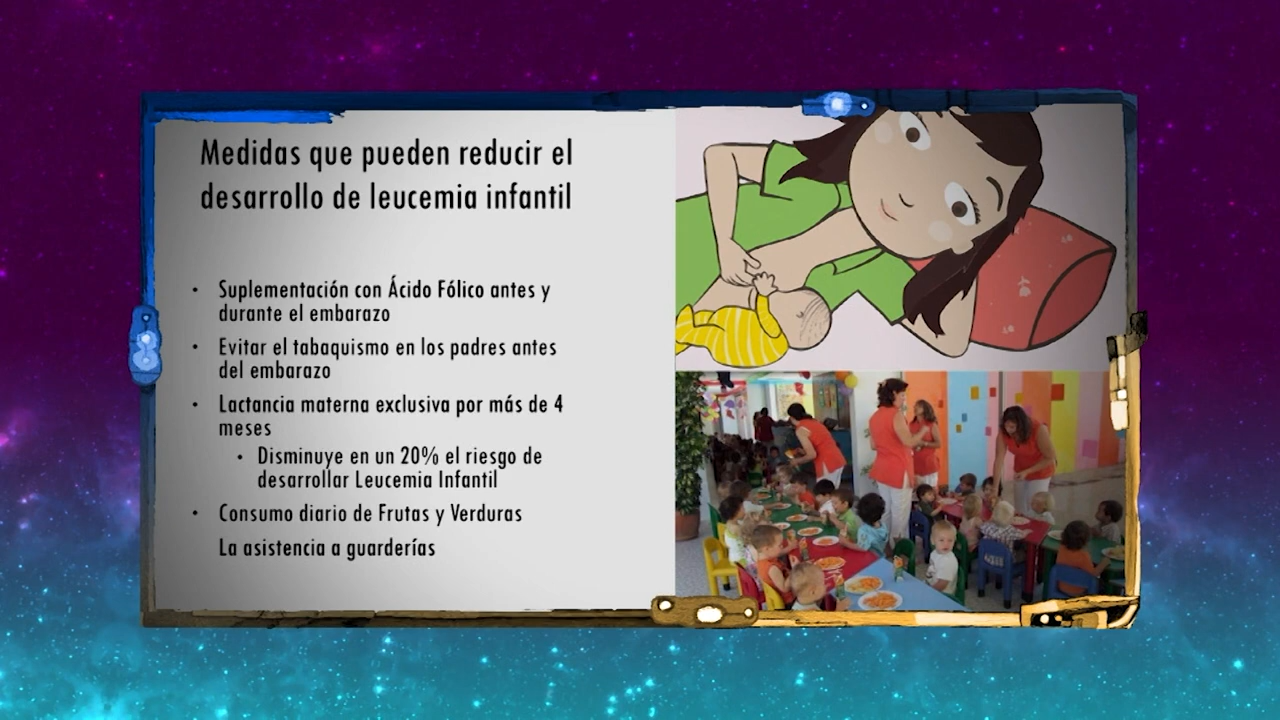 Medidas que pueden reducir el
desarrollo de leucemia infantil
• Suplementación con Ácido Fólico antes y
durante el embarazo
• Evitar el tabaquismo en los padres antes
del embarazo
• Lactancia materna exclusiva por más de 4
meses
• Disminuye en un 20% el riesgo de
desarrollar Leucemia Infantil
• Consumo diario de Frutas y Verduras
La asistencia a guarderías